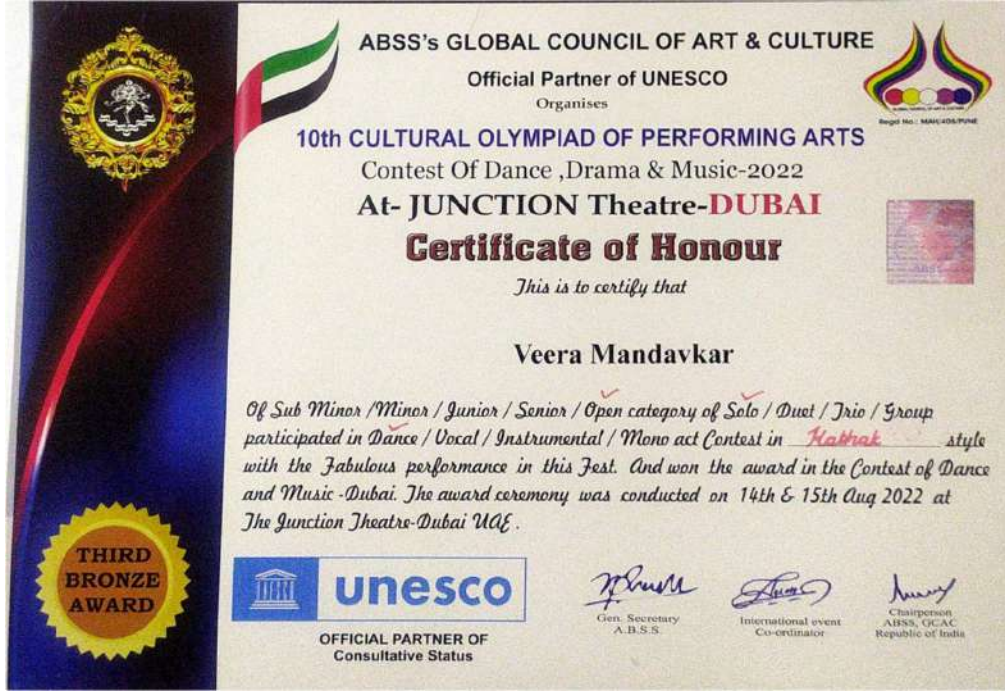 ABSS's GLOBAL COUNCIL OF ART & CULTURE
Official Partner of UNESCO
Organises
Regd No.: MAH/405/PUNE
10th CULTURAL OLYMPIAD OF PERFORMING ARTS
Contest Of Dance ,Drama & Music-2022
At- JUNCTION Theatre-DUBAI
Certificate of Honour
This is to certify that
Veera Mandavkar
Of Sub Minor /Minor / Junior / Senior / Open category of Solo / Duet / Trio / Group
participated in Dance / Vocal / Instrumental / Mono act Contest in Kathak style
with the Fabulous performance in this Fest. And won the award in the Contest of Dance
and Music -Dubai. The award ceremony was conducted on 14th & 15th Aug 2022 at
The Junction Theatre-Dubai UAE .
THIRD
BRONZE
AWARD
unesco
OFFICIAL PARTNER OF
Consultative Status
Gen. Secretary
A.B.S.S.
International event
Co-ordinator
Chairperson
ABSS, GCAC
Republic of India